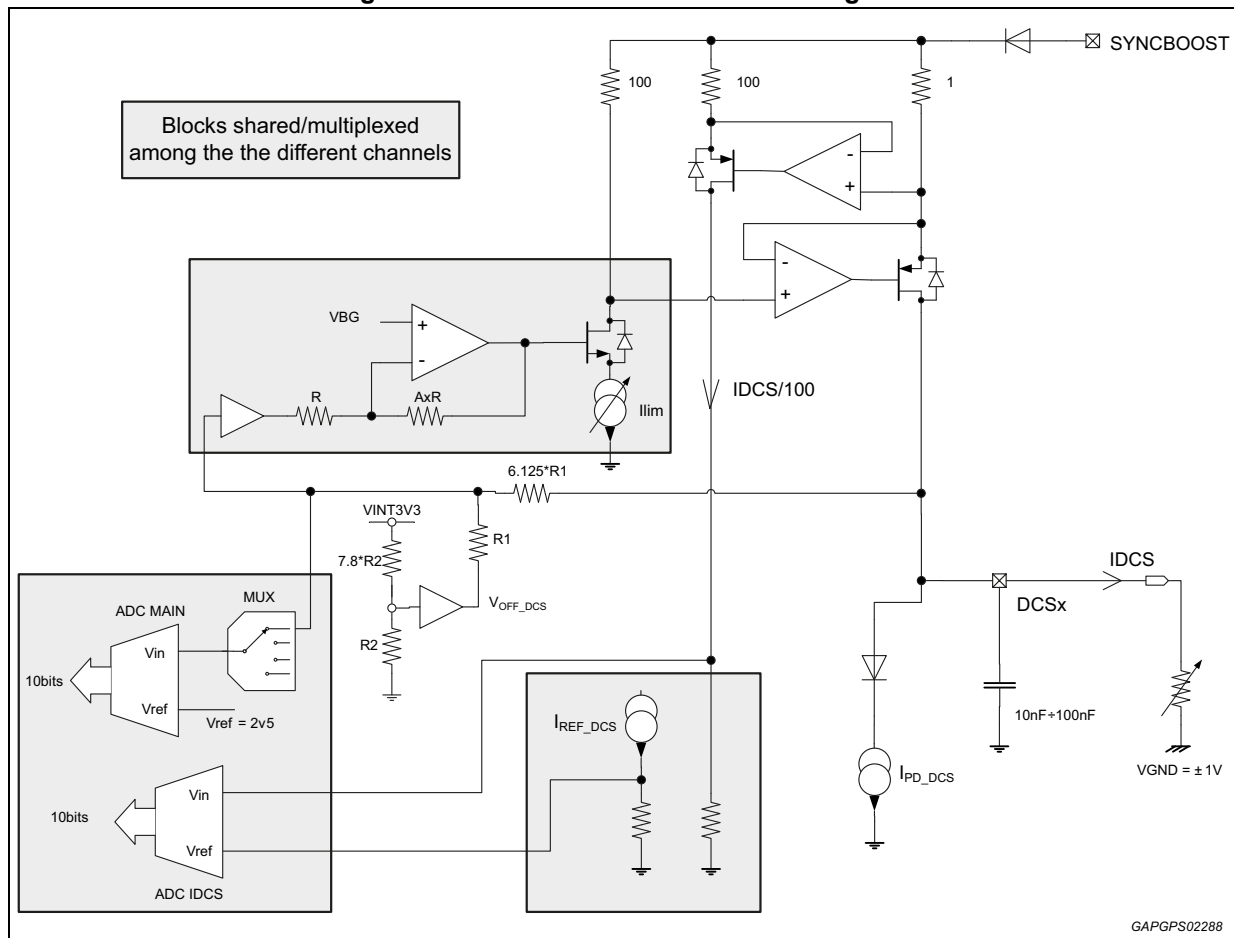 SYNCBOOST
100
100
1
Blocks shared/multiplexed
among the the different channels
-
+
-
+
VBG
+
-
R
AxR
Ilim
IDCS/100
6.125*R1
VINT3V3
7.8*R2
R1
VOFF_DCS
R2
IDCS
DCSx
10nF÷100nF
VGND = ± 1V
IPD_DCS
MUX
ADC MAIN
Vin
10bits
Vref
Vref = 2v5
IREF_DCS
Vin
10bits
Vref
ADC IDCS
GAPGPS02288